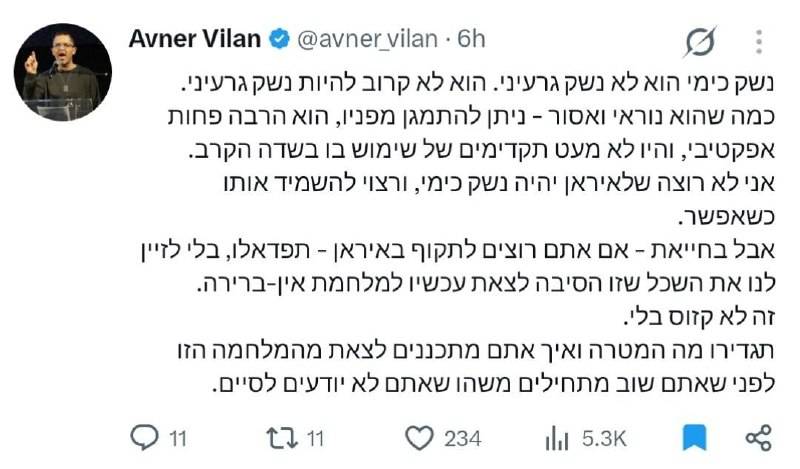 Avner Vilan @avner_vilan · 6h
נשק כימי הוא לא נשק גרעיני. הוא לא קרוב להיות נשק גרעיני.
כמה שהוא נוראי ואסור - ניתן להתמגן מפניו, הוא הרבה פחות
אפקטיבי, והיו לא מעט תקדימים של שימוש בו בשדה הקרב.
אני לא רוצה שלאיראן יהיה נשק כימי, ורצוי להשמיד אותו
כשאפשר.
אבל בחייאת - אם אתם רוצים לתקוף באיראן - תפדאלו, בלי לזיין
לנו את השכל שזו הסיבה לצאת עכשיו למלחמת אין-ברירה.
זה לא קזוס בלי.
תגדירו מה המטרה ואיך אתם מתכננים לצאת מהמלחמה הזו
לפני שאתם שוב מתחילים משהו שאתם לא יודעים לסיים.
11 11 234 5.3K